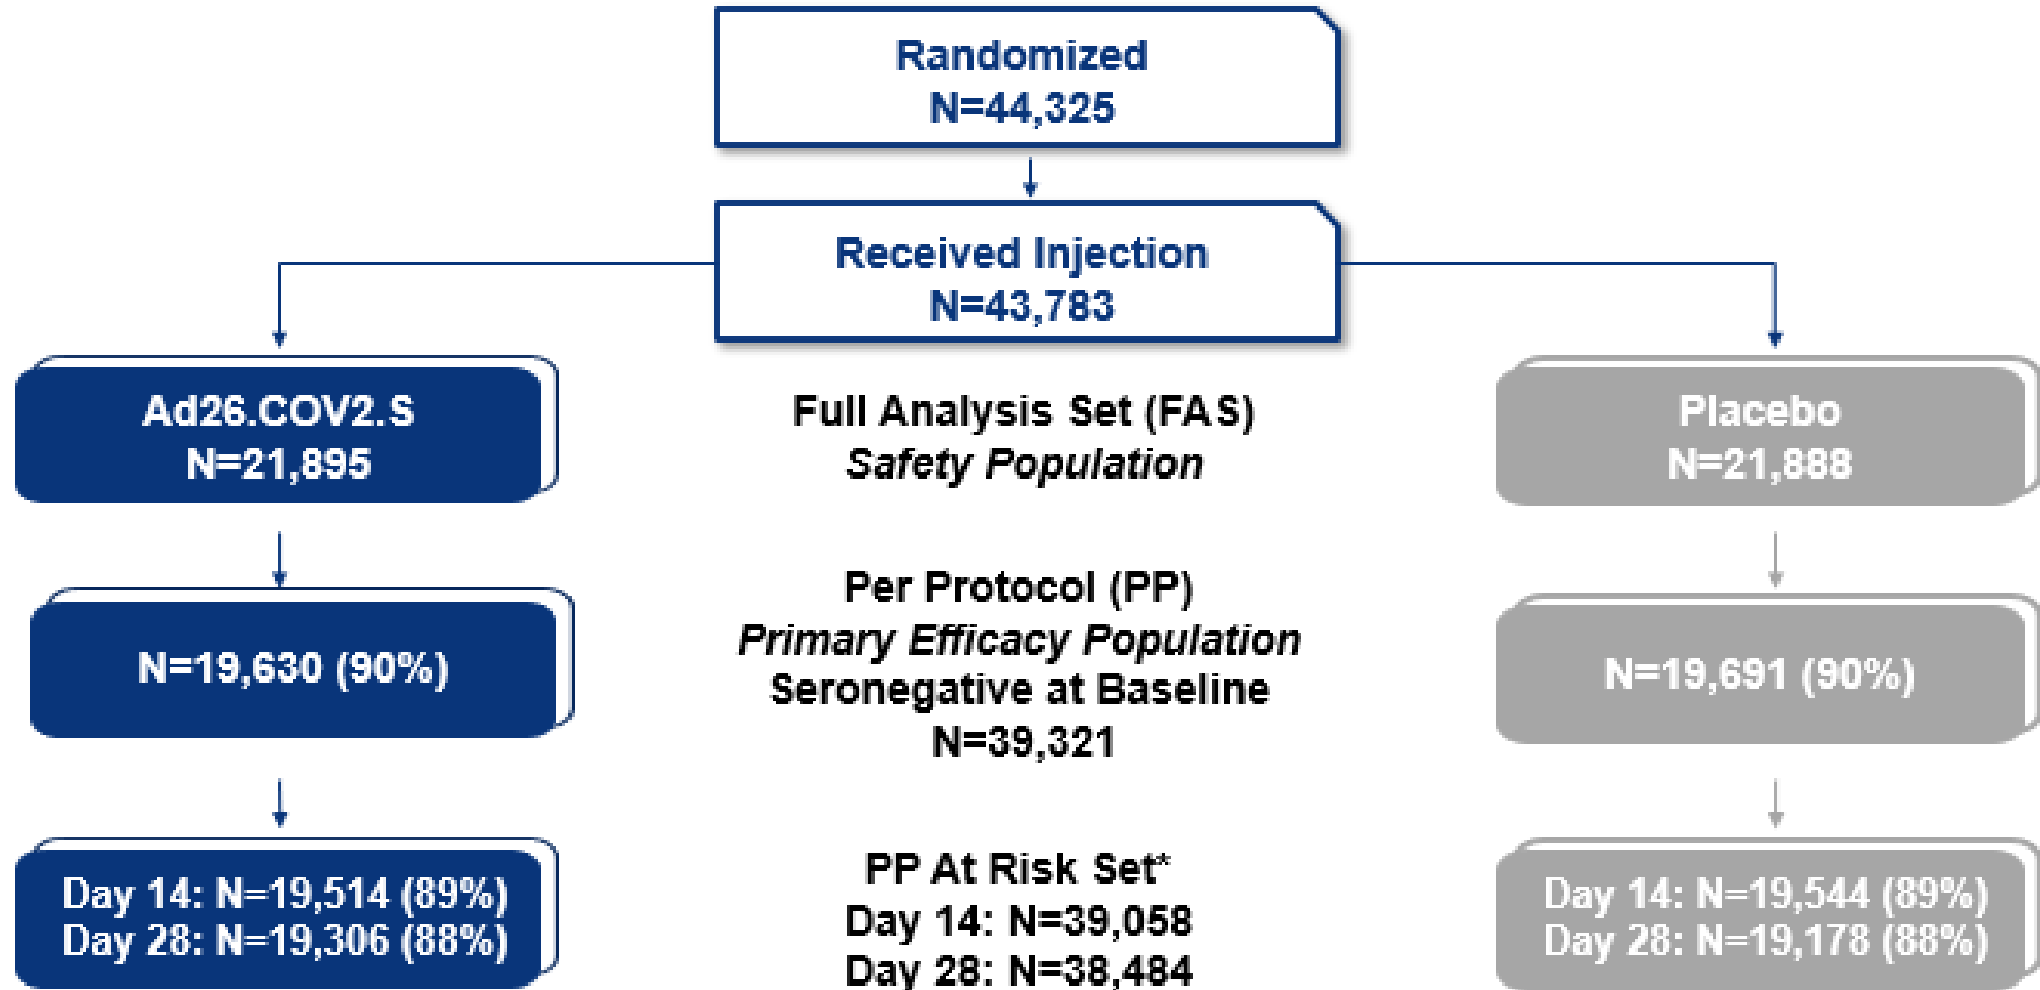 Randomized
N=44,325
Received Injection
N=43,783
Ad26.COV2.S
N=21,895
Full Analysis Set (FAS)
Safety Population
Placebo
N=21,888
N=19,630 (90%)
Per Protocol (PP)
Primary Efficacy Population
Seronegative at Baseline
N=39,321
N=19,691 (90%)
Day 14: N=19,514 (89%)
Day 28: N=19,306 (88%)
PP At Risk Set*
Day 14: N=39,058
Day 28: N=38,484
Day 14: N=19,544 (89%)
Day 28: N=19,178 (88%)